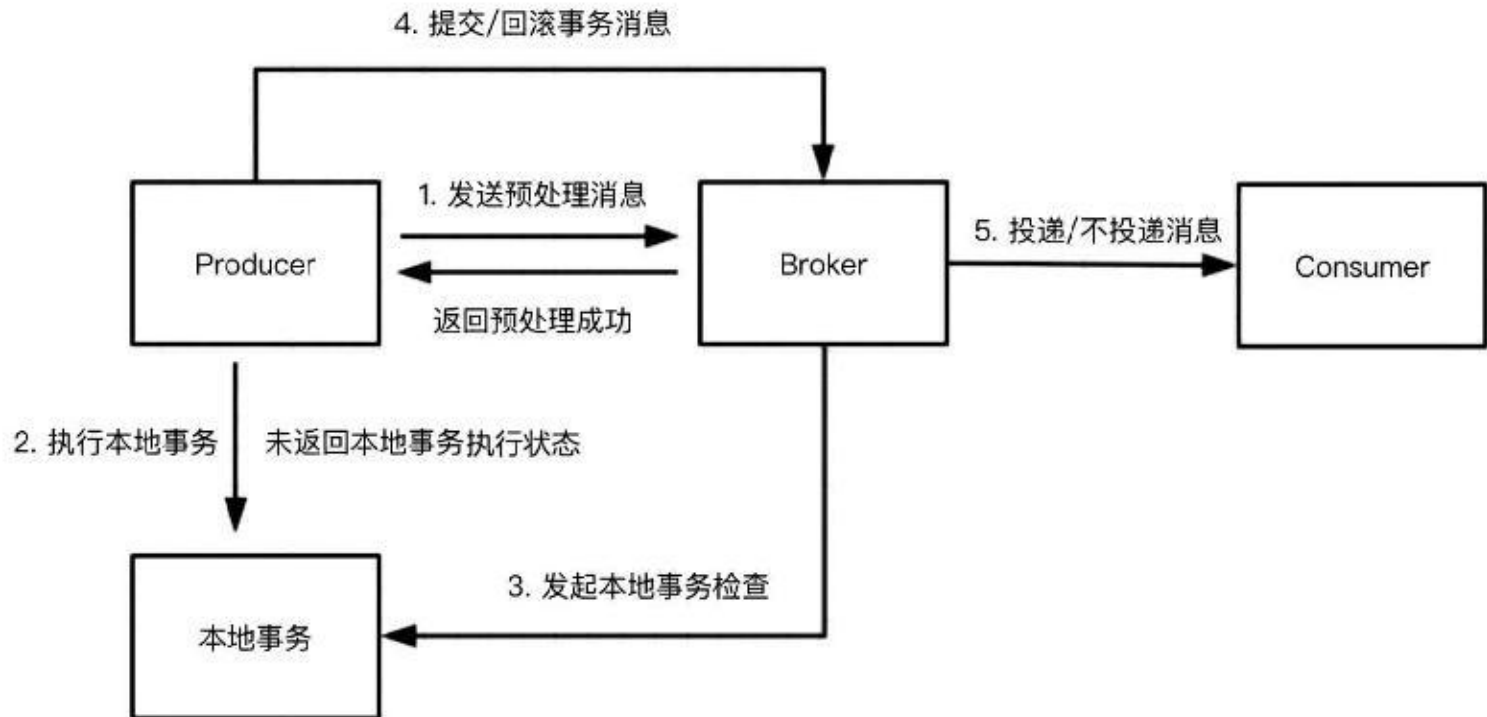 4. 提交/回滚事务消息
1. 发送预处理消息
Producer
Broker
5. 投递/不投递消息
Consumer
返回预处理成功
2. 执行本地事务
未返回本地事务执行状态
3. 发起本地事务检查
本地事务